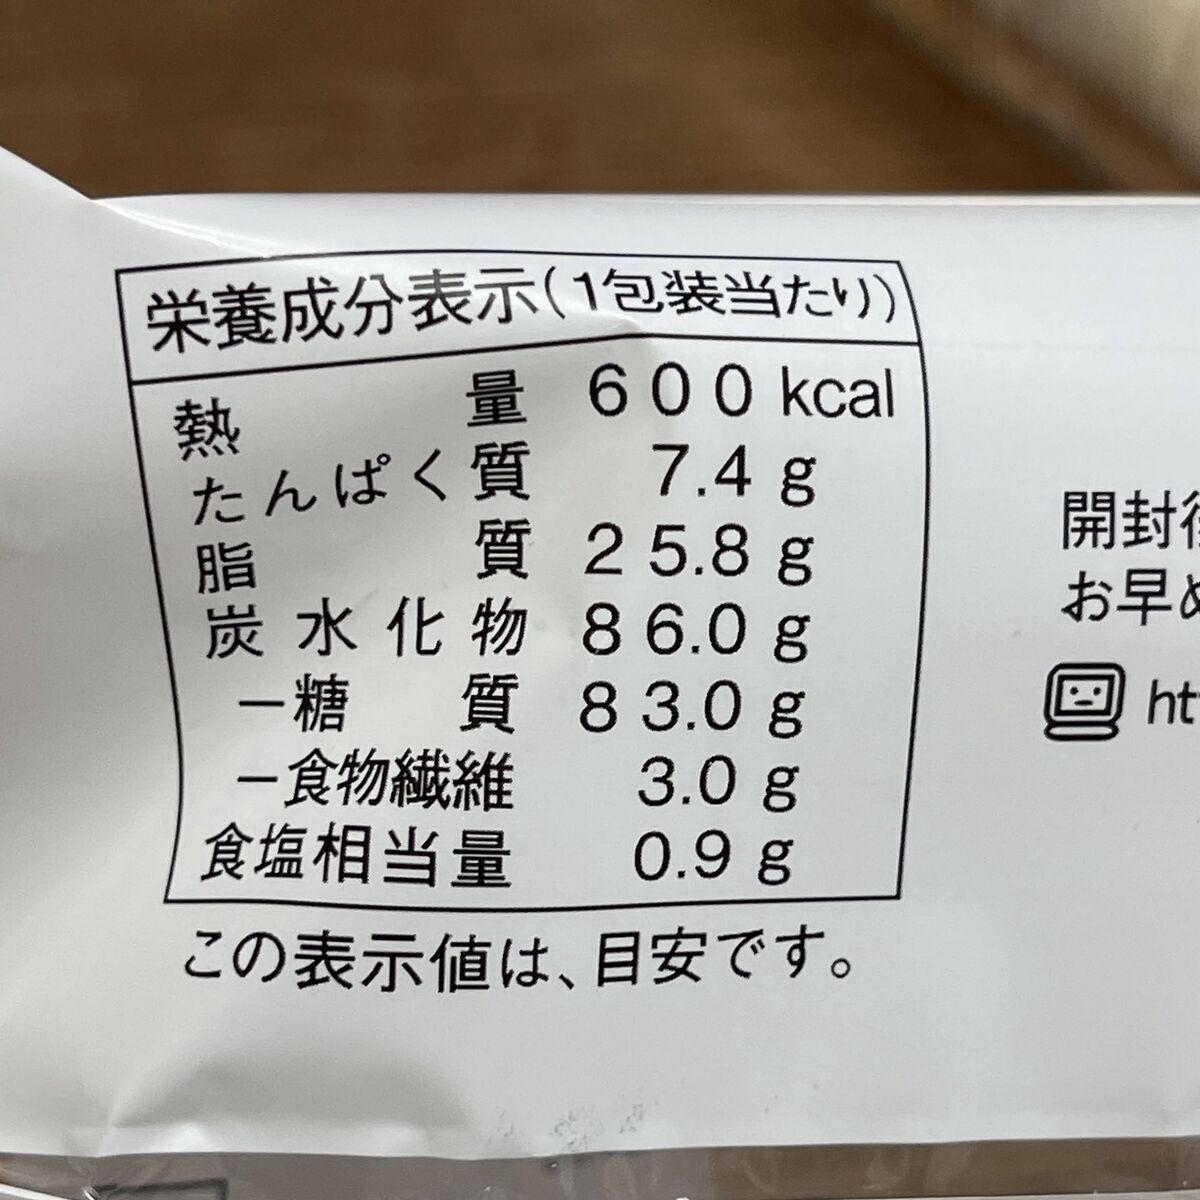 栄養成分表示(1包装当たり)
熱量 600 kcal
たんぱく質 7.4 g
脂質 25.8 g
炭水化物 86.0 g
－糖質 83.0 g
－食物繊維 3.0 g
食塩相当量 0.9 g
この表示値は、目安です。
開封
お早め
ht